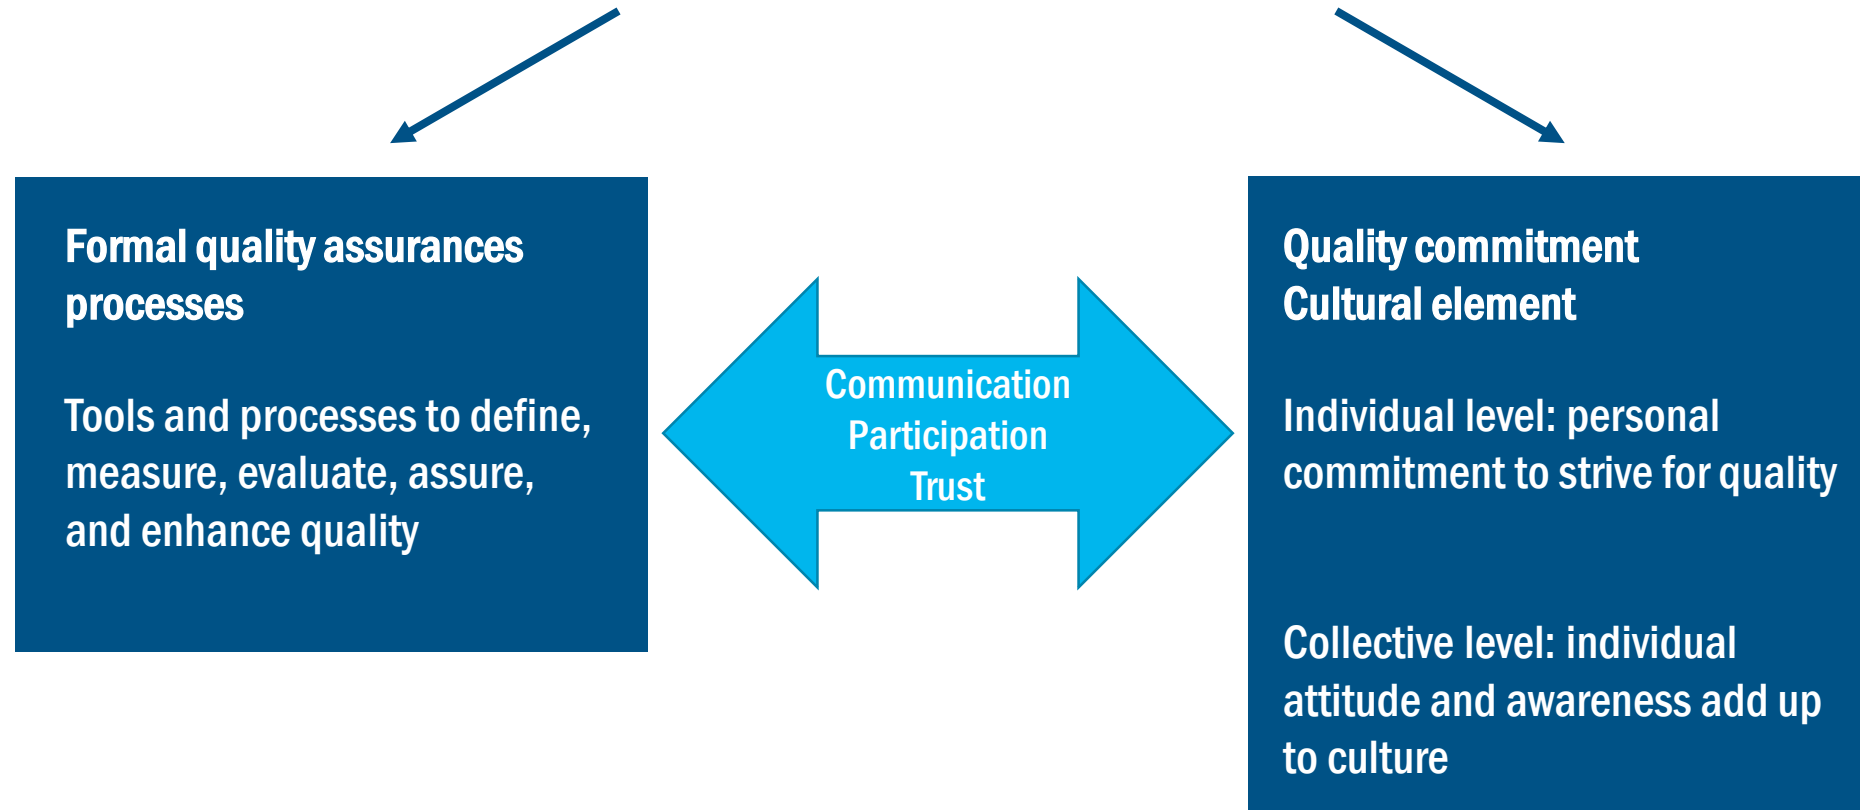 Formal quality assurances
processes
Tools and processes to define,
measure, evaluate, assure,
and enhance quality
Communication
Participation
Trust
Quality commitment
Cultural element
Individual level: personal
commitment to strive for quality
Collective level: individual
attitude and awareness add up
to culture